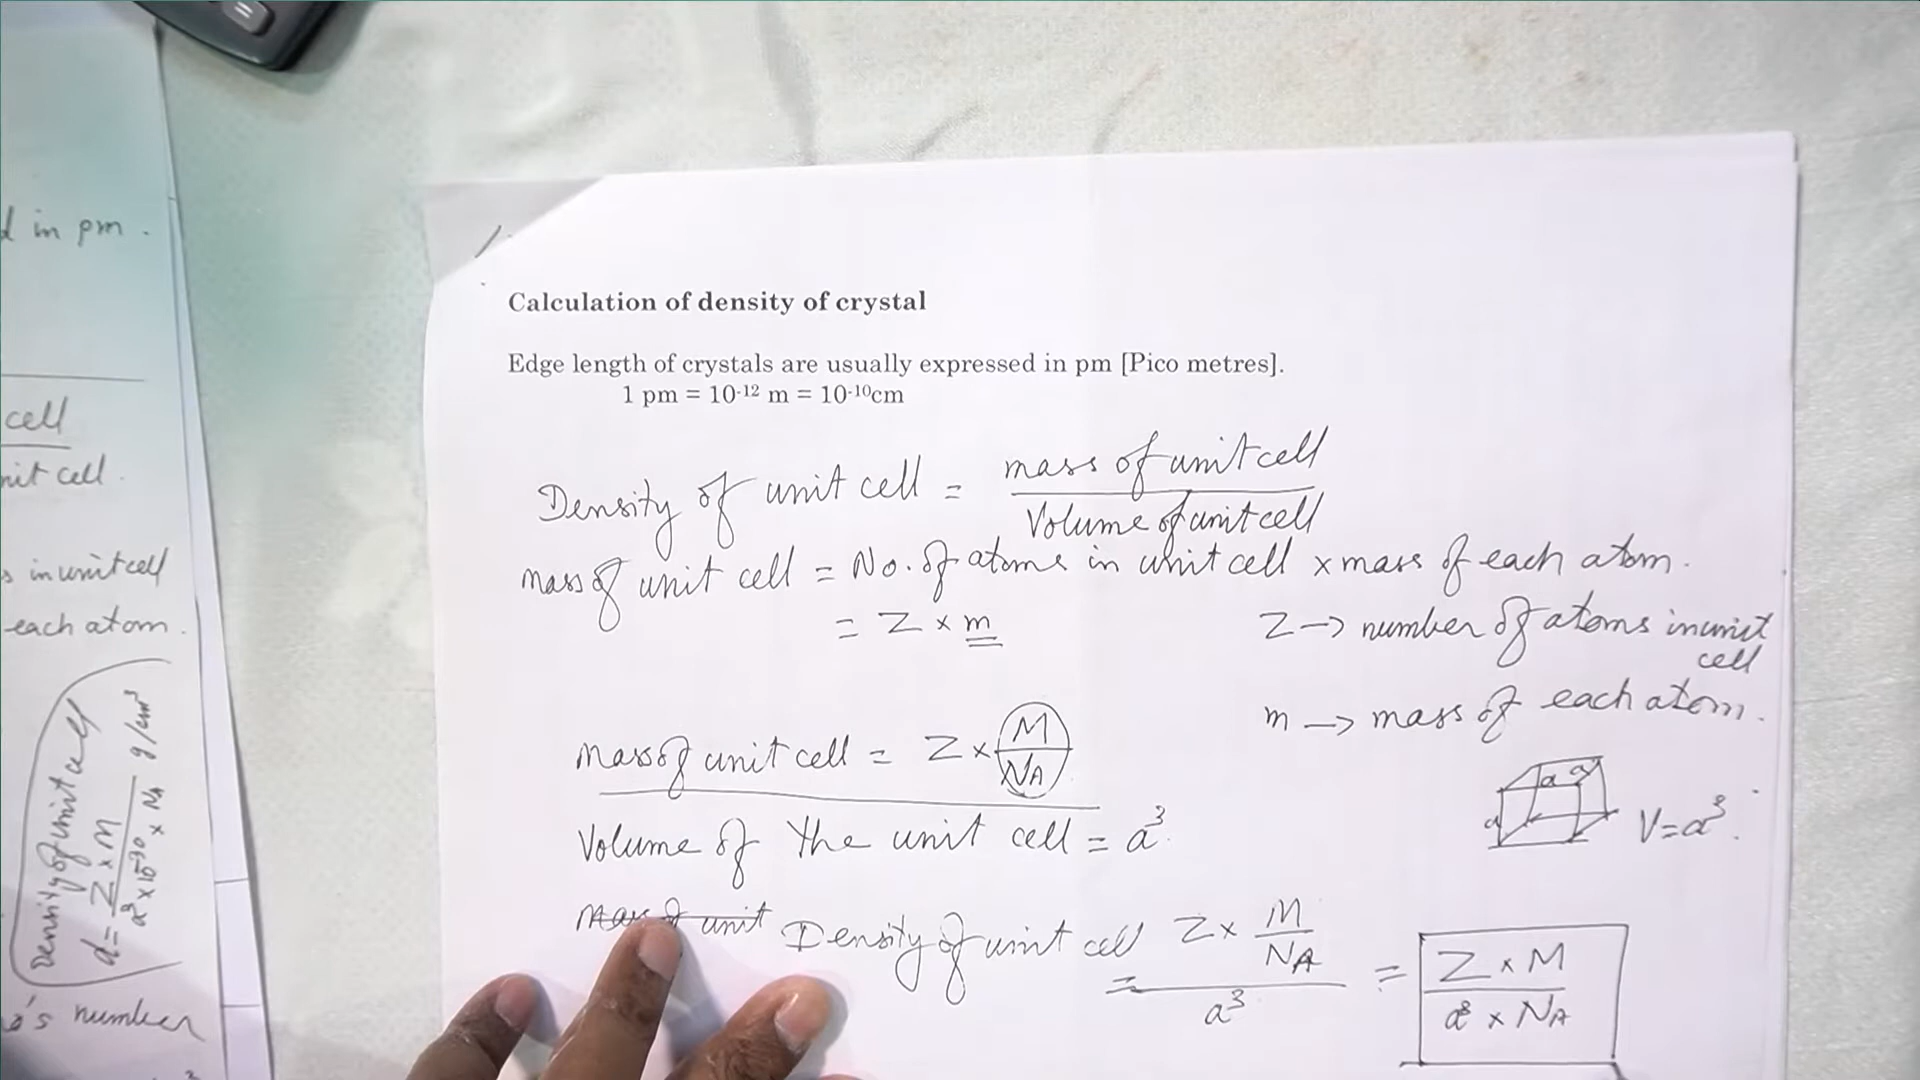 d in pm.
cell
nit cell.
s in unit cell
each atom.
Density of unit cell
d = Z × M / a³ × 10⁻³⁰ × NA g/cm³
o's number
Calculation of density of crystal
Edge length of crystals are usually expressed in pm [Pico metres].
1 pm = 10⁻¹² m = 10⁻¹⁰cm
Density of unit cell = mass of unit cell / Volume of unit cell
mass of unit cell = No. of atoms in unit cell × mass of each atom.
= Z × m
Z → number of atoms in unit cell
m → mass of each atom.
Mass of unit cell = Z × M / NA
a a
a V = a³.
Volume of the unit cell = a³.
Mass of unit Density of unit cell = Z × M / NA / a³ = Z × M / a³ × NA